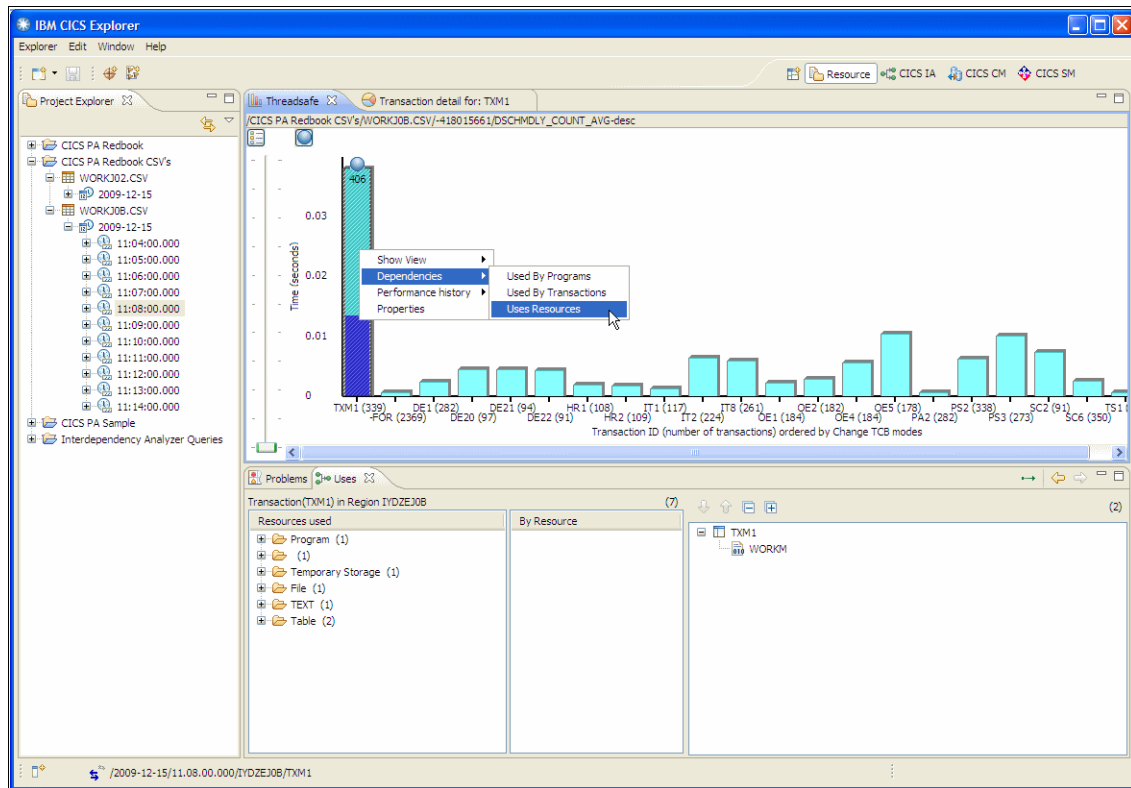 IBM CICS Explorer
Explorer Edit Window Help
Resource CICS IA CICS CM CICS SM
Project Explorer
CICS PA Redbook
CICS PA Redbook CSV's
WORKJ02.CSV
2009-12-15
WORKJ0B.CSV
2009-12-15
11:04:00.000
11:05:00.000
11:06:00.000
11:07:00.000
11:08:00.000
11:09:00.000
11:10:00.000
11:11:00.000
11:12:00.000
11:13:00.000
11:14:00.000
CICS PA Sample
Interdependency Analyzer Queries
Threadsafe Transaction detail for: TXM1
/CICS PA Redbook CSV's/WORKJ0B.CSV/-418015661/DSCHMDLY_COUNT_AVG-desc
406
Time (seconds)
0.03
0.02
0.01
0
Show View
Dependencies
Performance history
Properties
Used By Programs
Used By Transactions
Uses Resources
TXM1 (339) DE1 (282) DE21 (94) HR1 (108) IT1 (117) IT8 (261) OE2 (182) OE5 (178) PS2 (338) SC2 (91) TS1 (
-FOR (2369) DE20 (97) DE22 (91) HR2 (109) IT2 (224) OE1 (184) OE4 (184) PA2 (282) PS3 (273) SC6 (350)
Transaction ID (number of transactions) ordered by Change TCB modes
Problems Uses
Transaction(TXM1) in Region IYDZEJ0B (7)
Resources used
By Resource
Program (1)
(1)
Temporary Storage (1)
File (1)
TEXT (1)
Table (2)
(2)
TXM1
WORKM
/2009-12-15/11.08.00.000/IYDZEJ0B/TXM1